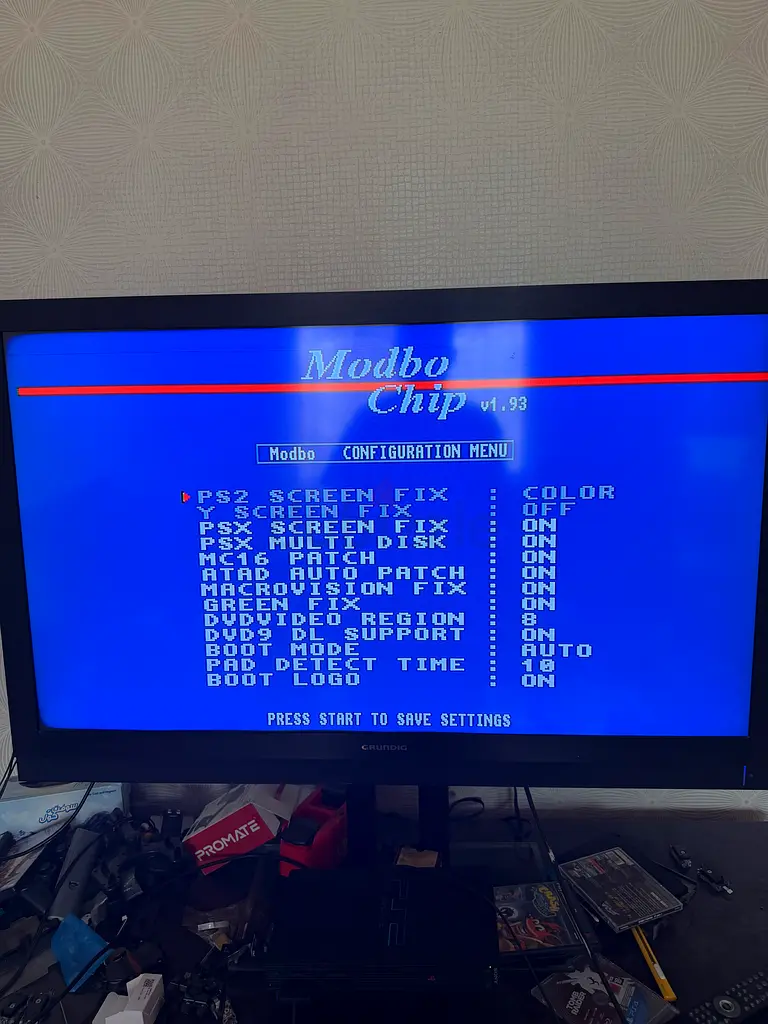 Modbo
Chip v1.93
Modbo CONFIGURATION MENU
PS2 SCREEN FIX : COLOR
Y SCREEN FIX : OFF
PSX SCREEN FIX : ON
PSX MULTI DISK : ON
MC16 PATCH : ON
ATAD AUTO PATCH : ON
MACROVISION FIX : ON
GREEN FIX : ON
DVDVIDEO REGION : 8
DVD9 DL SUPPORT : ON
BOOT MODE : AUTO
PAD DETECT TIME : 10
BOOT LOGO : ON
PRESS START TO SAVE SETTINGS
GRUNDIG
PROMATE
PS2
TOMB
RAIDER